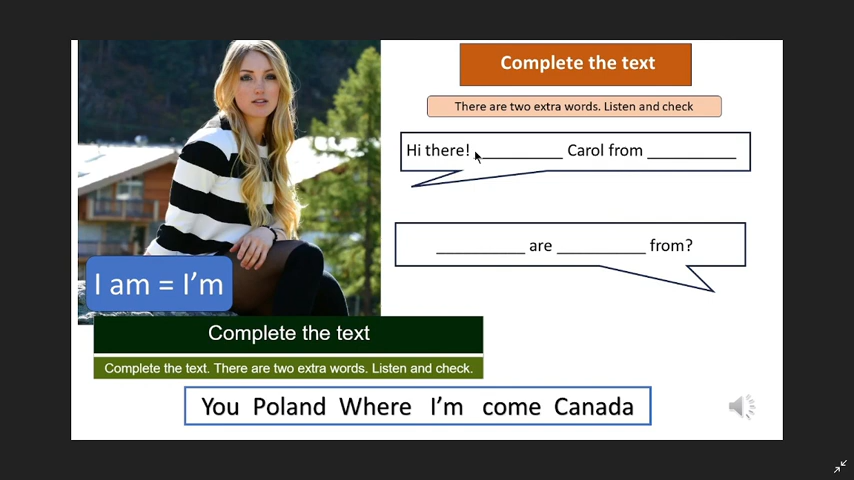 Complete the text
There are two extra words. Listen and check
Hi there! __________ Carol from __________
__________ are __________ from?
I am = I'm
Complete the text
Complete the text. There are two extra words. Listen and check.
You Poland Where I'm come Canada